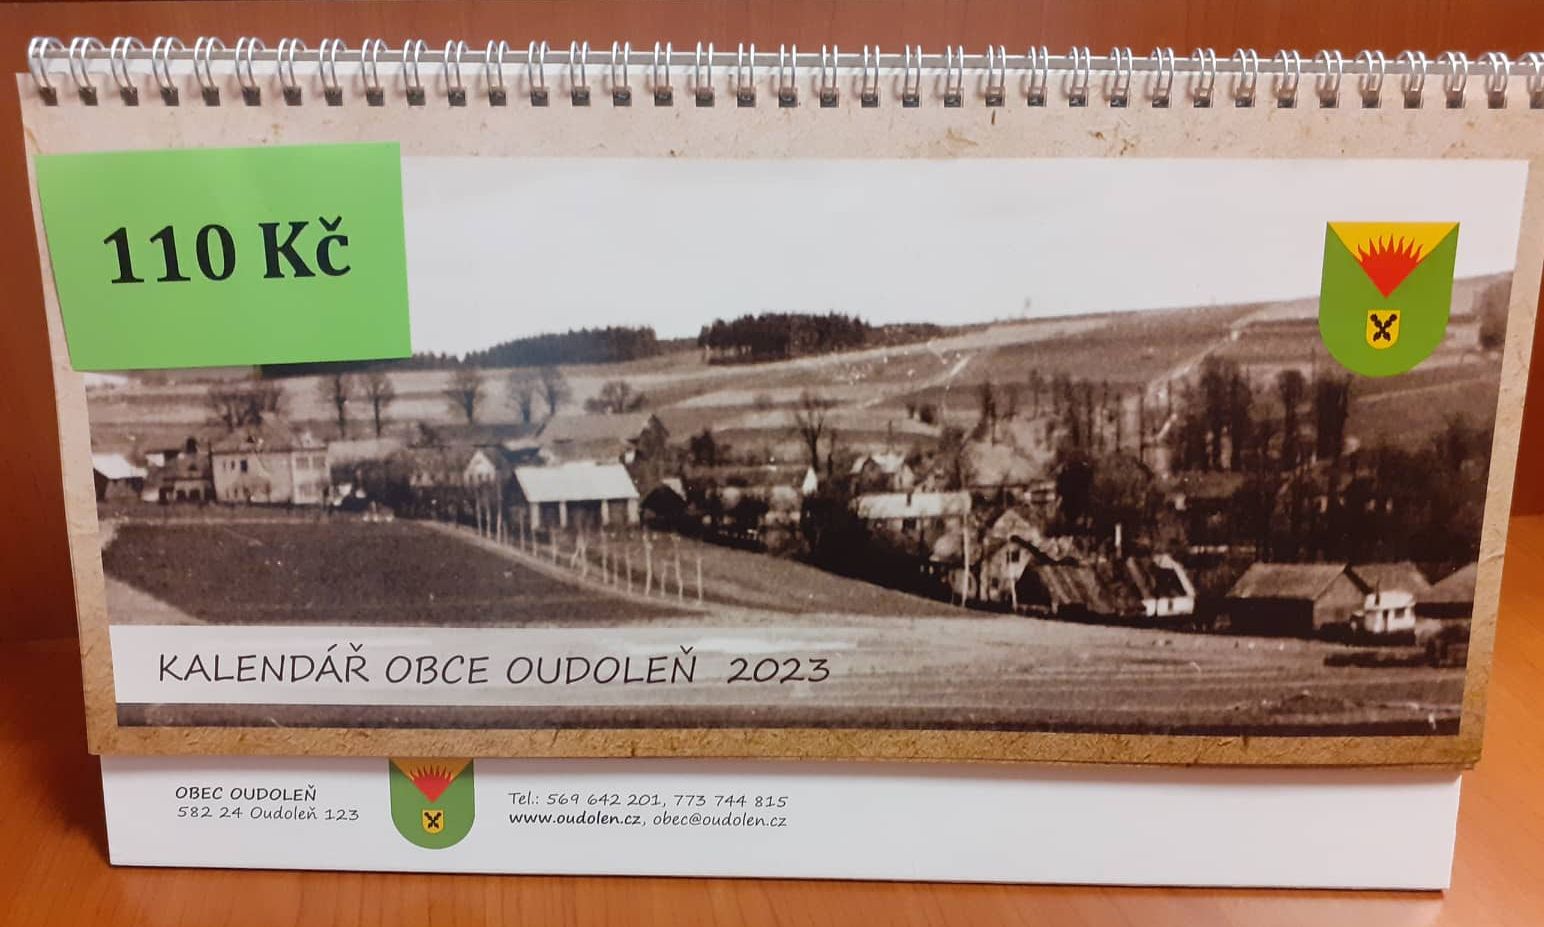 110 Kč
KALENDÁŘ OBCE OUDOLEŇ 2023
OBEC OUDOLEŇ
582 24 Oudoleň 123
Tel.: 569 642 201, 773 744 815
www.oudolen.cz, obec@oudolen.cz